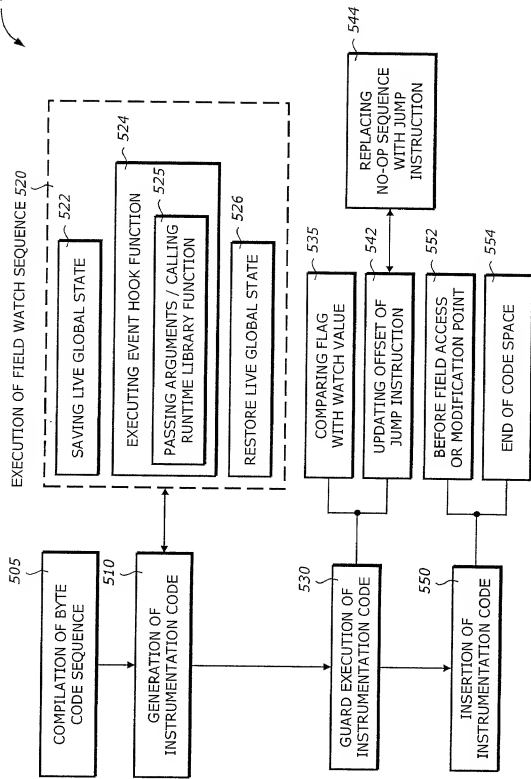 EXECUTION OF FIELD WATCH SEQUENCE 520
505
COMPILATION OF BYTE
CODE SEQUENCE
510
GENERATION OF
INSTRUMENTATION CODE
522
SAVING LIVE GLOBAL STATE
524
EXECUTING EVENT HOOK FUNCTION
525
PASSING ARGUMENTS / CALLING
RUNTIME LIBRARY FUNCTION
526
RESTORE LIVE GLOBAL STATE
530
GUARD EXECUTION OF
INSTRUMENTATION CODE
535
COMPARING FLAG
WITH WATCH VALUE
542
UPDATING OFFSET OF
JUMP INSTRUCTION
544
REPLACING
NO-OP SEQUENCE
WITH JUMP
INSTRUCTION
550
INSERTION OF
INSTRUMENTATION CODE
552
BEFORE FIELD ACCESS
OR MODIFICATION POINT
554
END OF CODE SPACE